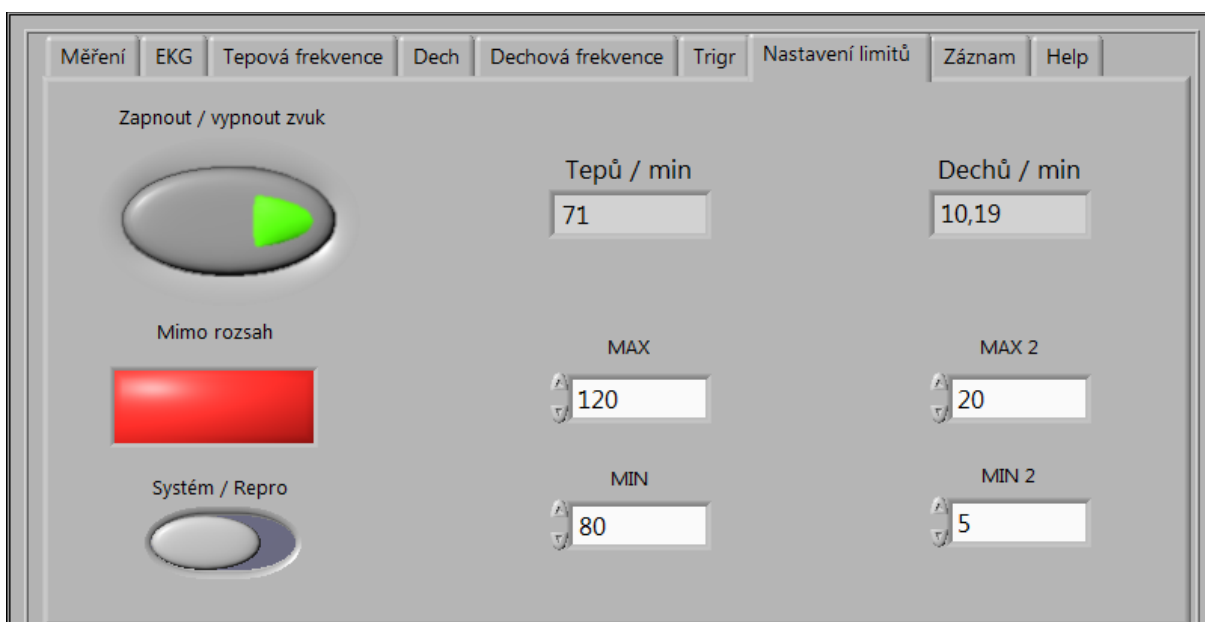 Měření EKG Tepová frekvence Dech Dechová frekvence Trigr Nastavení limitů Záznam Help
Zapnout / vypnout zvuk
Tepů / min Dechů / min
71 10,19
Mimo rozsah
MAX MAX 2
120 20
Systém / Repro
MIN MIN 2
80 5